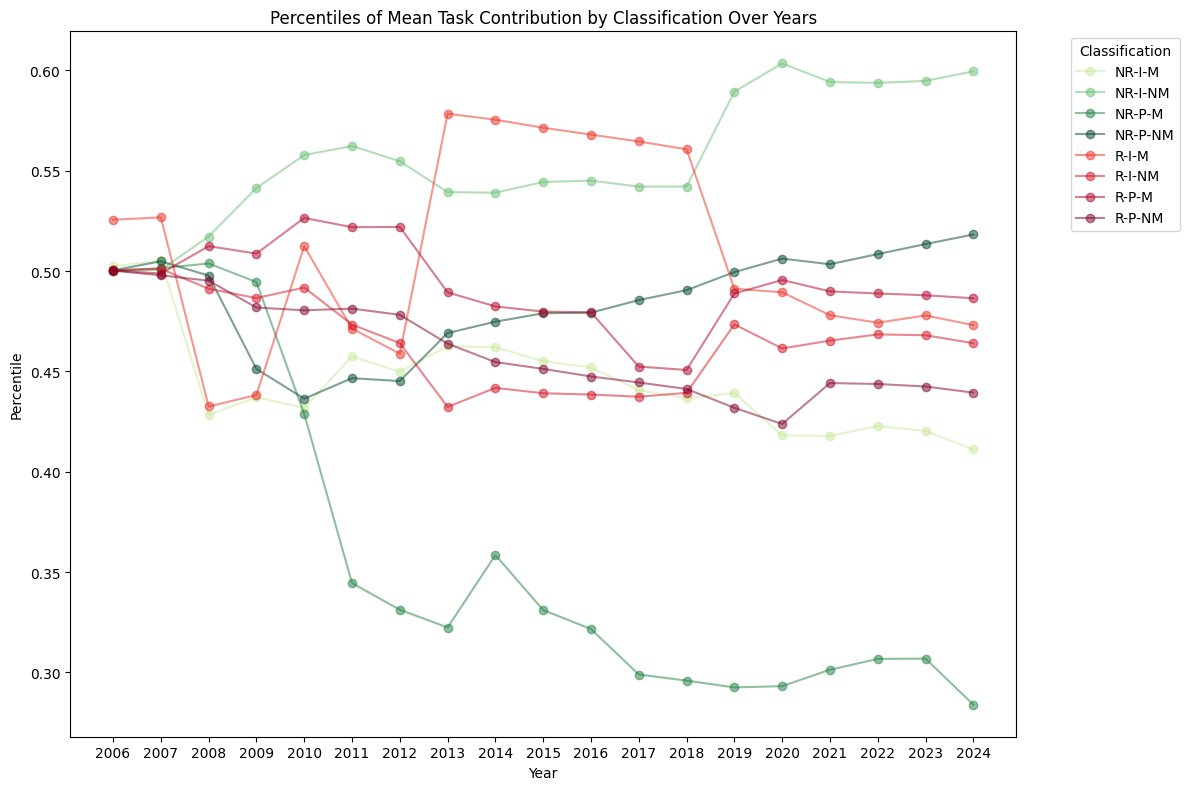 Percentiles of Mean Task Contribution by Classification Over Years
Classification
NR-I-M
NR-I-NM
NR-P-M
NR-P-NM
R-I-M
R-I-NM
R-P-M
R-P-NM
Percentile
0.60
0.55
0.50
0.45
0.40
0.35
0.30
2006 2007 2008 2009 2010 2011 2012 2013 2014 2015 2016 2017 2018 2019 2020 2021 2022 2023 2024
Year